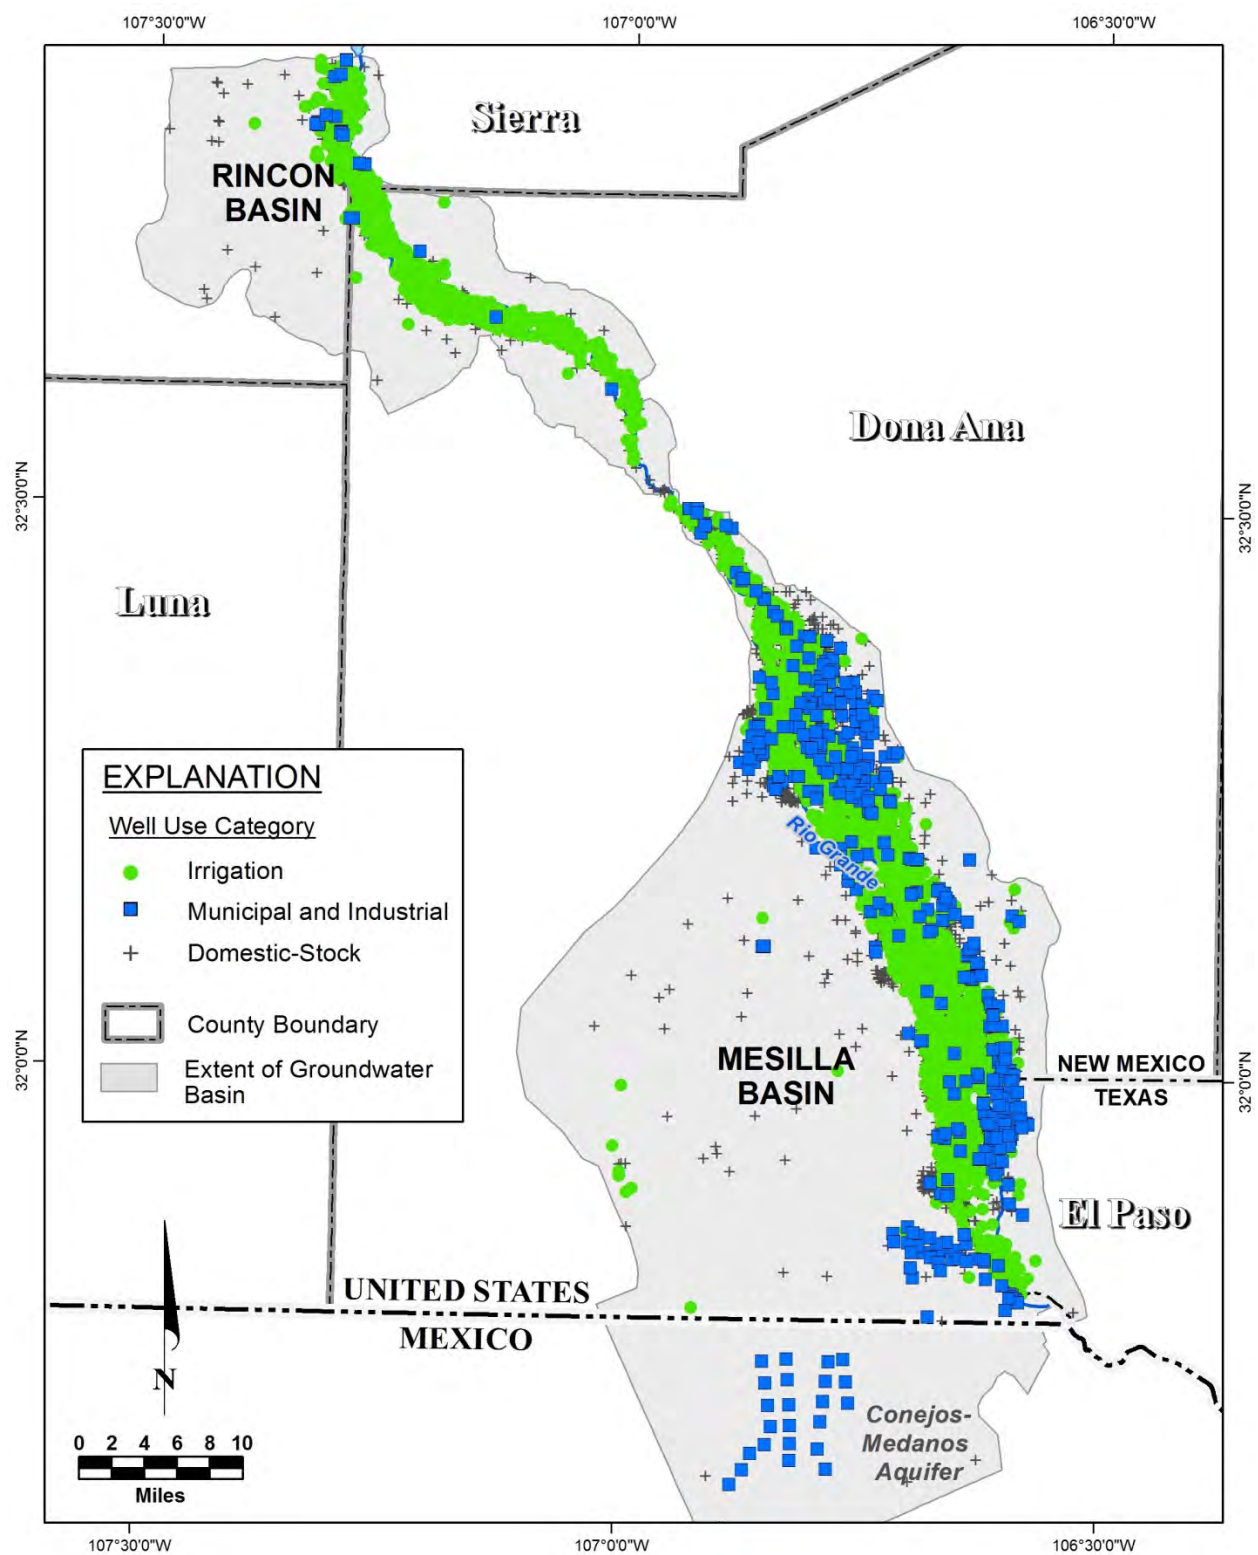 107°30'0"W
107°0'0"W
106°30'0"W
Sierra
RINCON
BASIN
Dona Ana
32°30'0"N
32°30'0"N
Luna
EXPLANATION
Well Use Category
Irrigation
Municipal and Industrial
Domestic-Stock
County Boundary
Extent of Groundwater
Basin
Rio Grande
32°0'0"N
MESILLA
BASIN
NEW MEXICO
TEXAS
32°0'0"N
El Paso
UNITED STATES
MEXICO
N
0 2 4 6 8 10
Miles
Conejos-
Medanos
Aquifer
107°30'0"W
107°0'0"W
106°30'0"W